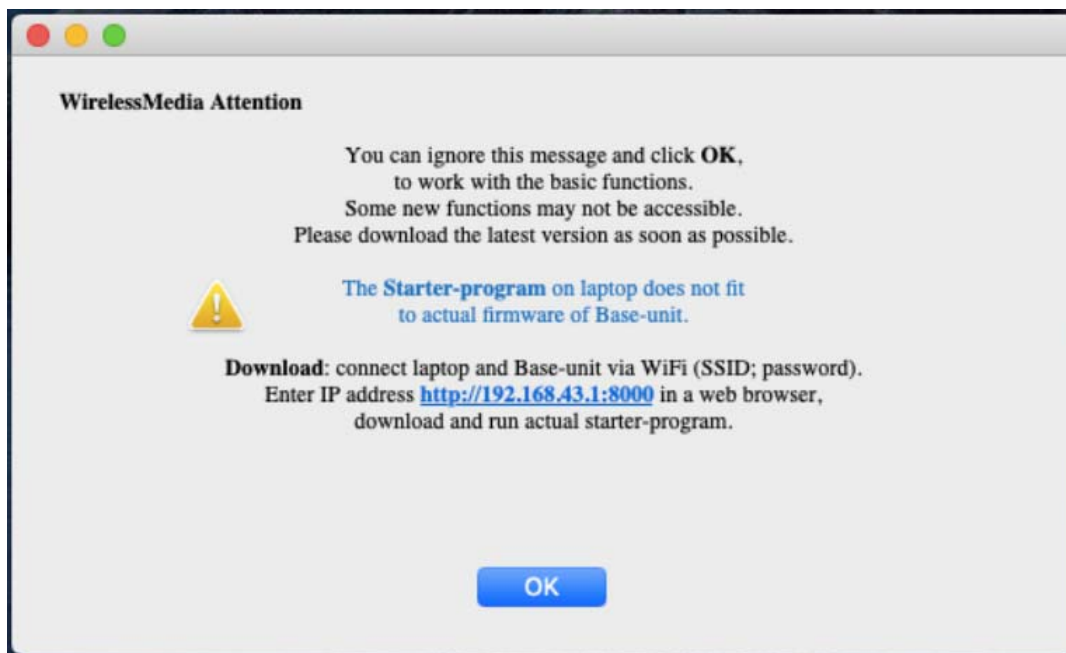 WirelessMedia Attention
You can ignore this message and click OK,
to work with the basic functions.
Some new functions may not be accessible.
Please download the latest version as soon as possible.
The Starter-program on laptop does not fit
to actual firmware of Base-unit.
Download: connect laptop and Base-unit via WiFi (SSID; password).
Enter IP address http://192.168.43.1:8000 in a web browser,
download and run actual starter-program.
OK